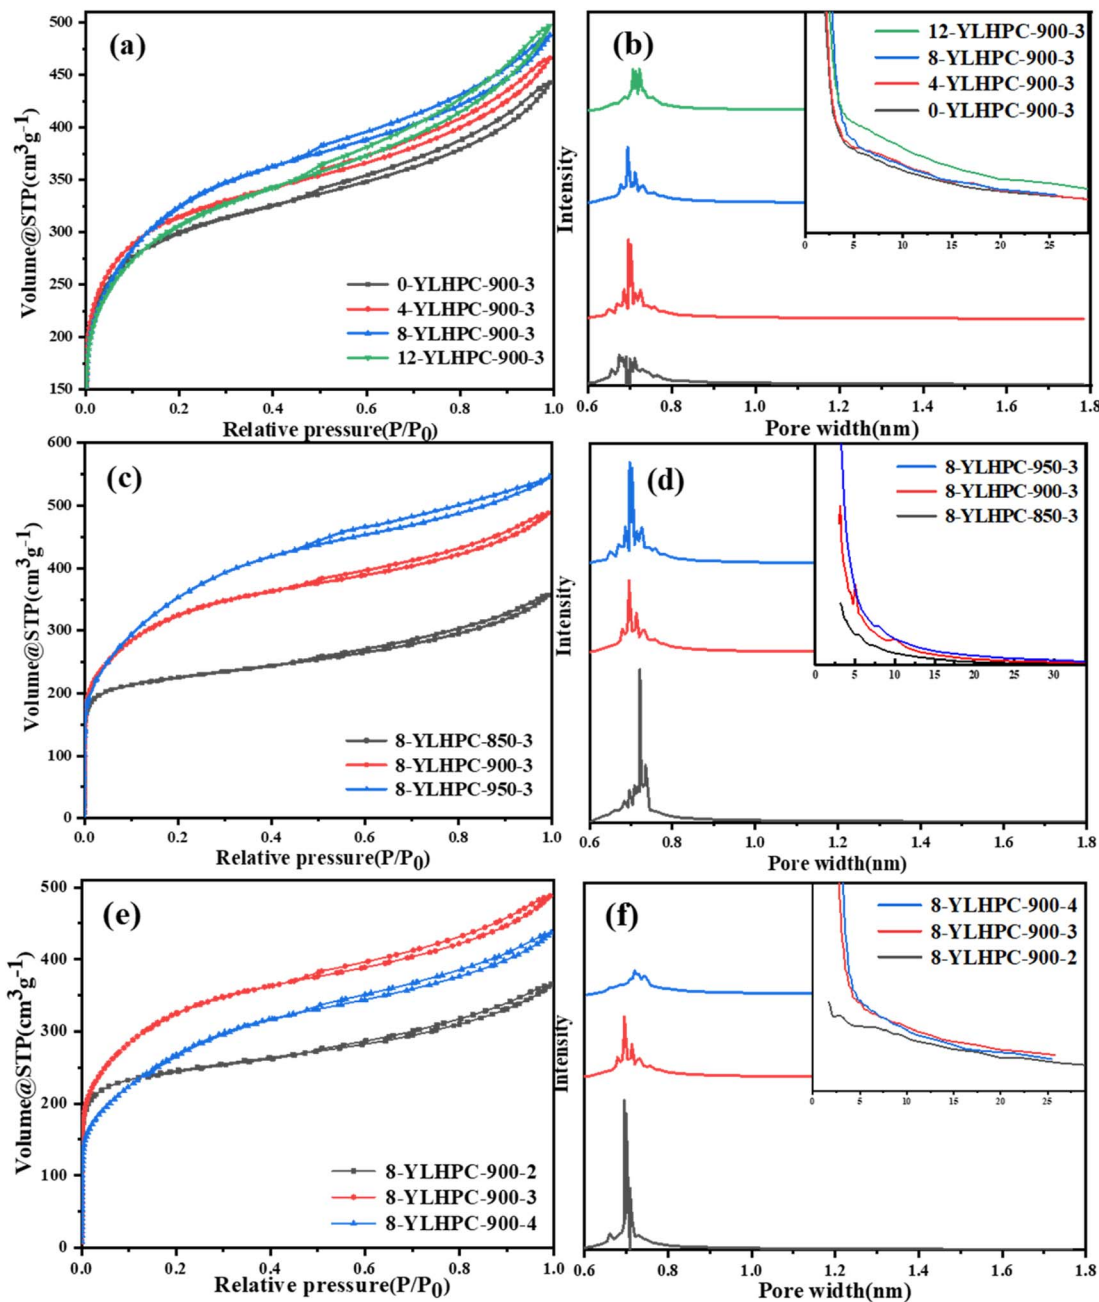 (a)
Volume@STP(cm³g⁻¹)
500
450
400
350
300
250
200
150
0-YLHPC-900-3
4-YLHPC-900-3
8-YLHPC-900-3
12-YLHPC-900-3
0.0 0.2 0.4 0.6 0.8 1.0
Relative pressure(P/P₀)
(b)
Intensity
12-YLHPC-900-3
8-YLHPC-900-3
4-YLHPC-900-3
0-YLHPC-900-3
0 5 10 15 20 25
0.6 0.8 1.0 1.2 1.4 1.6 1.8
Pore width(nm)
(c)
Volume@STP(cm³g⁻¹)
600
500
400
300
200
100
0
8-YLHPC-850-3
8-YLHPC-900-3
8-YLHPC-950-3
0.0 0.2 0.4 0.6 0.8 1.0
Relative pressure(P/P₀)
(d)
Intensity
8-YLHPC-950-3
8-YLHPC-900-3
8-YLHPC-850-3
0 5 10 15 20 25 30
0.6 0.8 1.0 1.2 1.4 1.6 1.8
Pore width(nm)
(e)
Volume@STP(cm³g⁻¹)
500
400
300
200
100
0
8-YLHPC-900-2
8-YLHPC-900-3
8-YLHPC-900-4
0.0 0.2 0.4 0.6 0.8 1.0
Relative pressure(P/P₀)
(f)
Intensity
8-YLHPC-900-4
8-YLHPC-900-3
8-YLHPC-900-2
0 5 10 15 20 25
0.6 0.8 1.0 1.2 1.4 1.6 1.8
Pore width(nm)